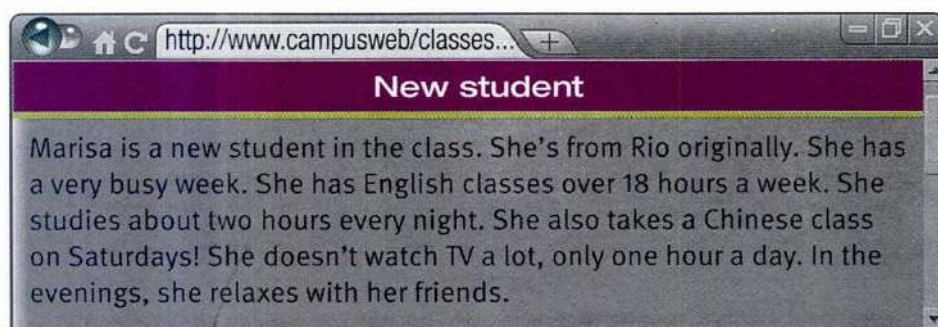 http://www.campusweb/classes...
New student
Marisa is a new student in the class. She's from Rio originally. She has
a very busy week. She has English classes over 18 hours a week. She
studies about two hours every night. She also takes a Chinese class
on Saturdays! She doesn't watch TV a lot, only one hour a day. In the
evenings, she relaxes with her friends.